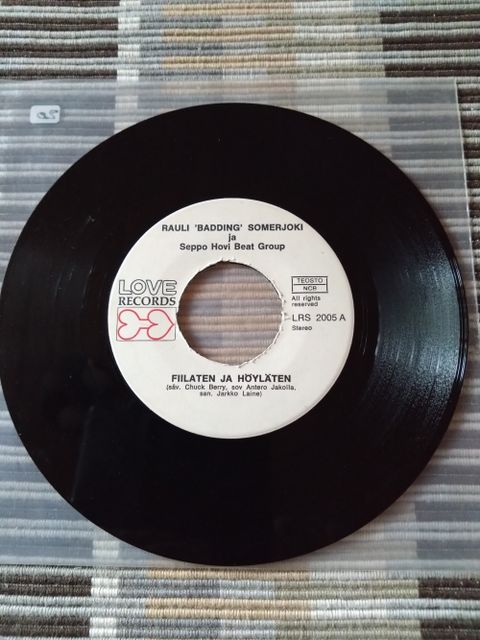 RAULI 'BADDING' SOMERJOKI
ja
Seppo Hovi Beat Group
LOVE
RECORDS
TEOSTO
NCB
All rights
reserved
LRS 2005 A
Stereo
FIILATEN JA HÖYLÄTEN
(säv. Chuck Berry, sov Antero Jakoila,
san. Jarkko Laine)